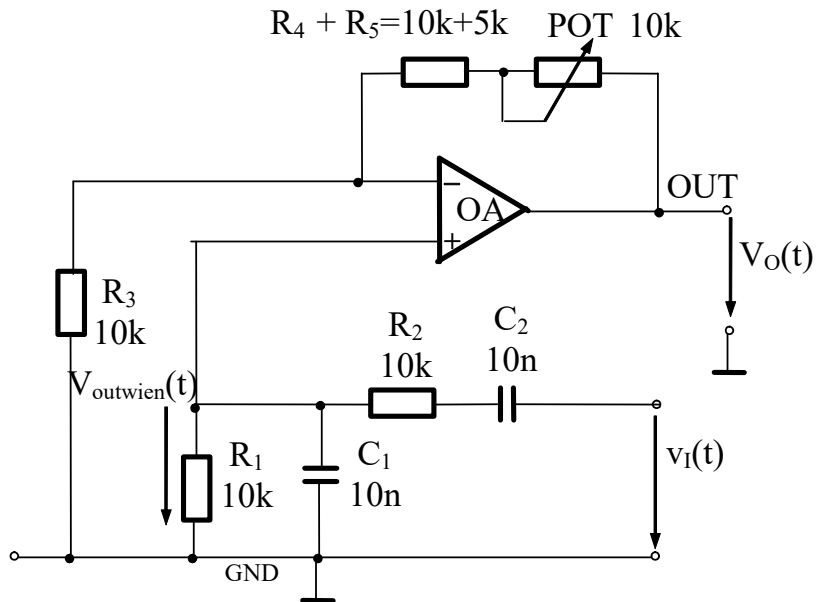 R4 + R5=10k+5k
POT 10k
OA
OUT
VO(t)
R3
10k
R2
10k
C2
10n
Voutwien(t)
R1
10k
C1
10n
vI(t)
GND